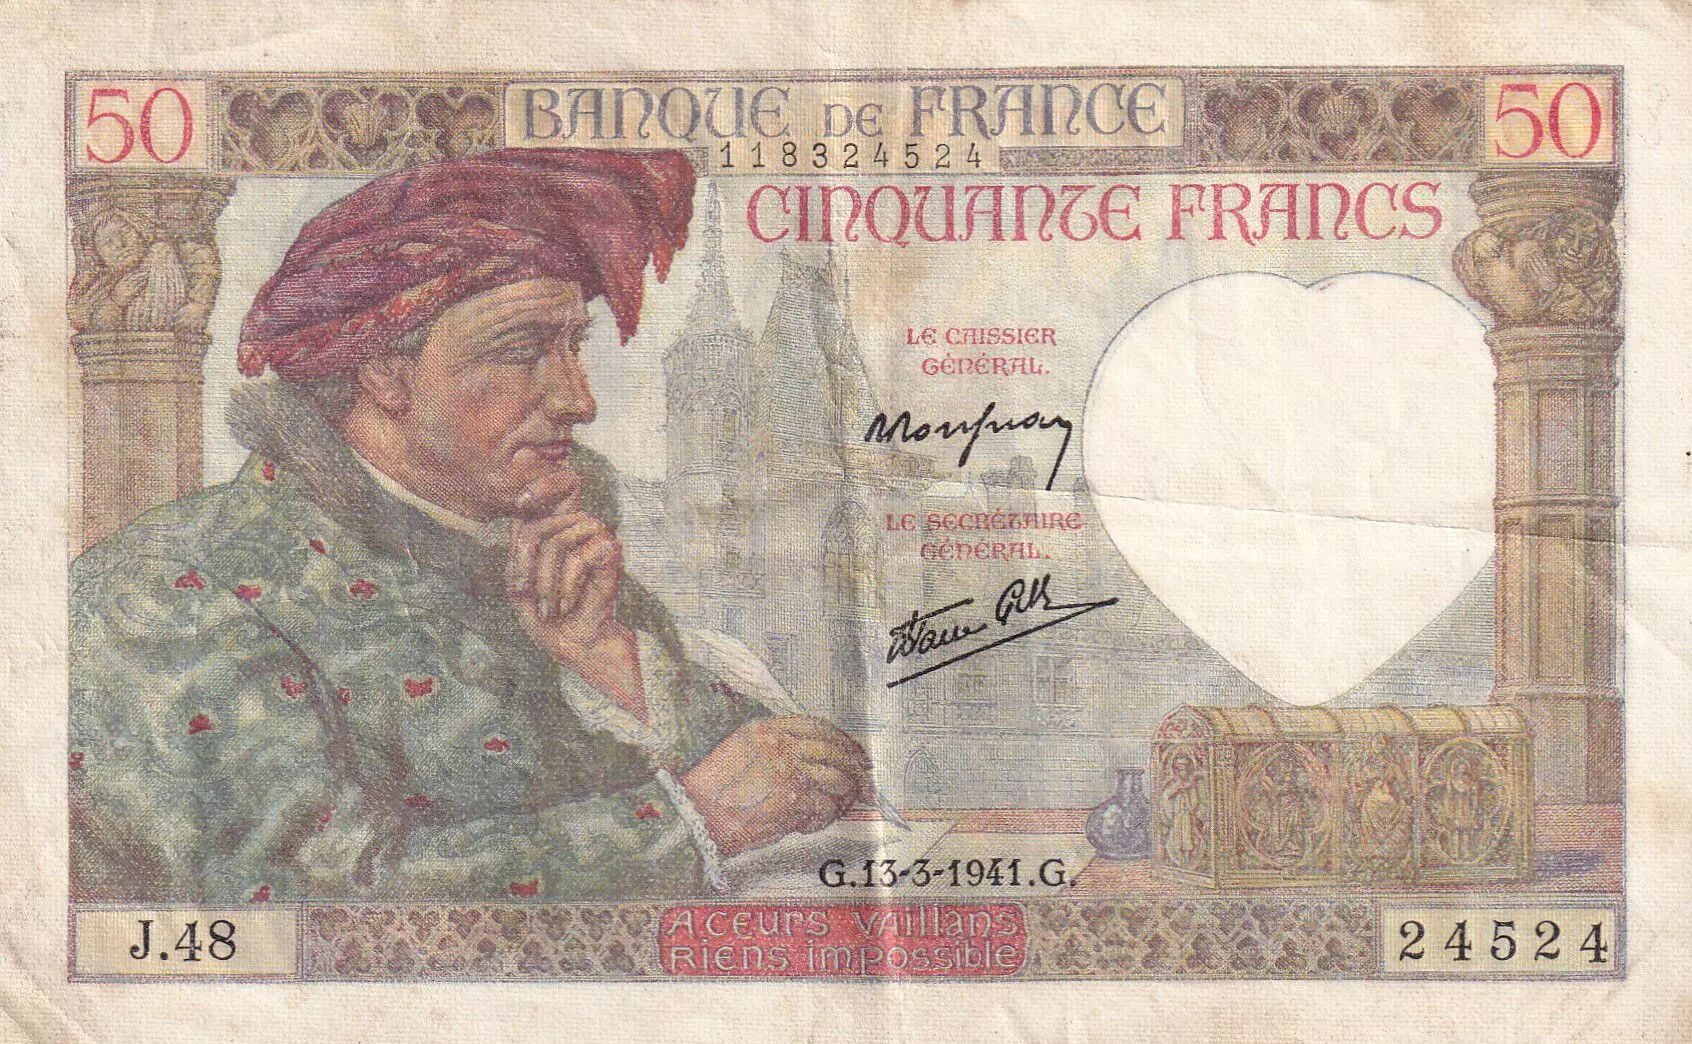 50 BANQUE DE FRANCE 50
118324524
CINQUANTE FRANCS
LE CAISSIER
GÉNÉRAL.
LE SECRÉTAIRE
GÉNÉRAL.
G.13-3-1941.G.
J.48
A CEURS VAILLANS
RIENS IMPOSSIBLE
24524